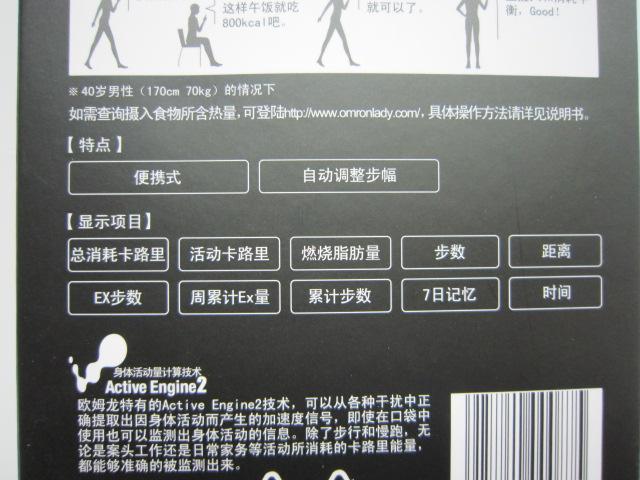 这样午饭就吃
800kcal吧。
就可以了。
衡，Good!
※ 40岁男性（170cm 70kg）的情况下
如需查询摄入食物所含热量，可登陆http://www.omronlady.com/，具体操作方法请详见说明书。
【 特点 】
便携式 自动调整步幅
【 显示项目】
总消耗卡路里 活动卡路里 燃烧脂肪量 步数 距离
EX步数 周累计Ex量 累计步数 7日记忆 时间
身体活动量计算技术
Active Engine2
欧姆龙特有的Active Engine2技术，可以从各种干扰中正
确提取出因身体活动而产生的加速度信号，即使在口袋中
使用也可以监测出身体活动的信息。除了步行和慢跑，无
论是案头工作还是日常家务等活动所消耗的卡路里能量，
都能够准确的被监测出来。